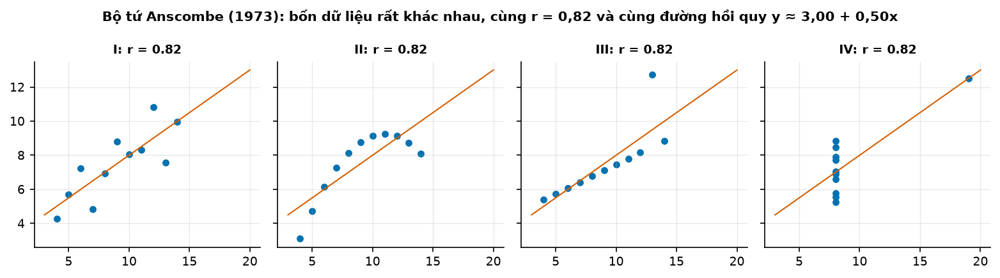 Bộ tứ Anscombe (1973): bốn dữ liệu rất khác nhau, cùng r = 0,82 và cùng đường hồi quy y ≈ 3,00 + 0,50x
I: r = 0.82
II: r = 0.82
III: r = 0.82
IV: r = 0.82
12
10
8
6
4
5 10 15 20
5 10 15 20
5 10 15 20
5 10 15 20